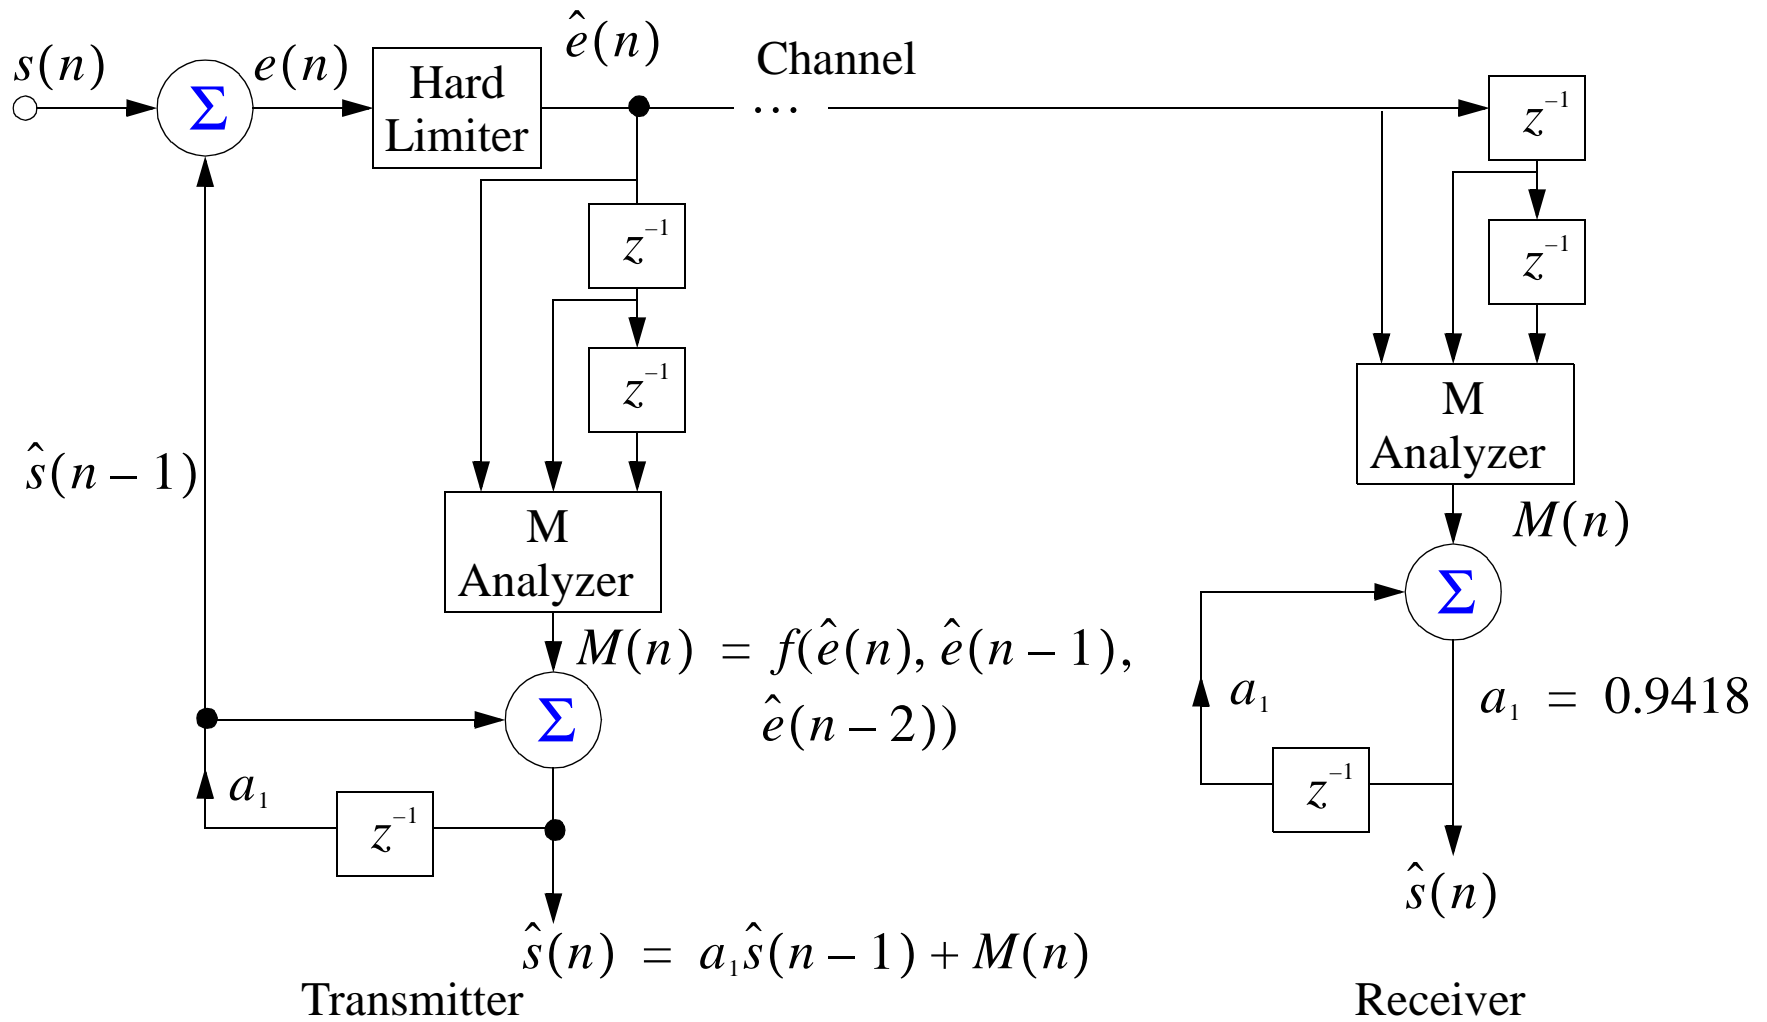 s(n)
Σ
e(n)
Hard
Limiter
ê(n)
Channel
...
z⁻¹
z⁻¹
z⁻¹
z⁻¹
ŝ(n – 1)
M
Analyzer
M
Analyzer
M(n)
M(n) = f(ê(n), ê(n – 1),
ê(n – 2))
Σ
Σ
a₁
a₁ = 0.9418
a₁
z⁻¹
z⁻¹
ŝ(n)
ŝ(n) = a₁ŝ(n – 1) + M(n)
Transmitter
Receiver